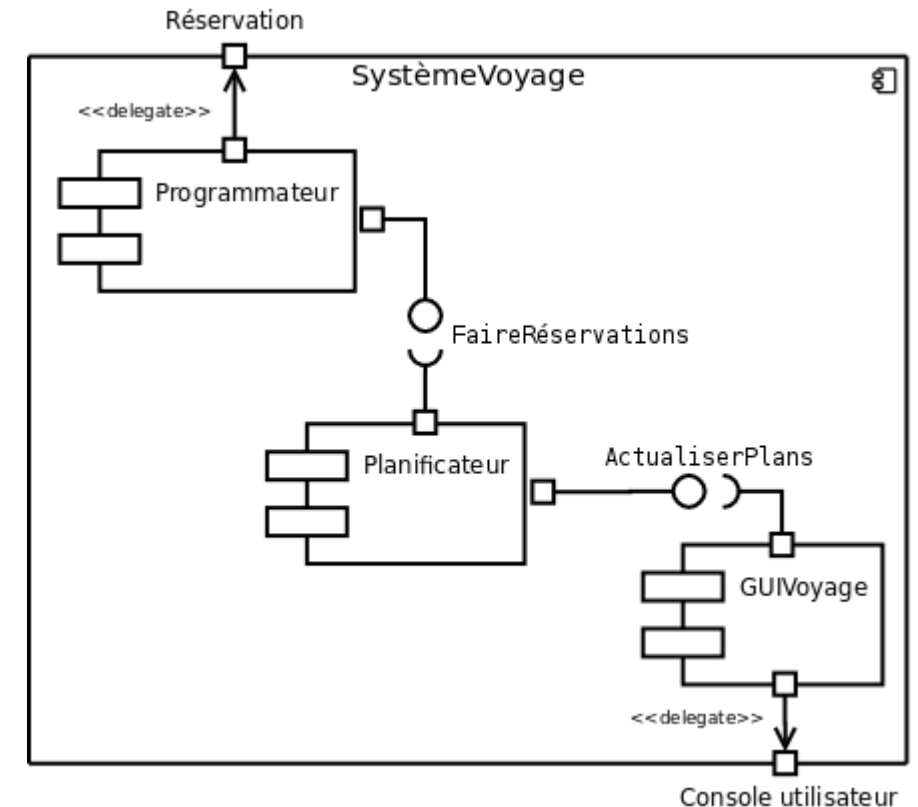 Réservation
SystèmeVoyage
<<delegate>>
Programmateur
FaireRéservations
Planificateur
ActualiserPlans
GUIVoyage
<<delegate>>
Console utilisateur